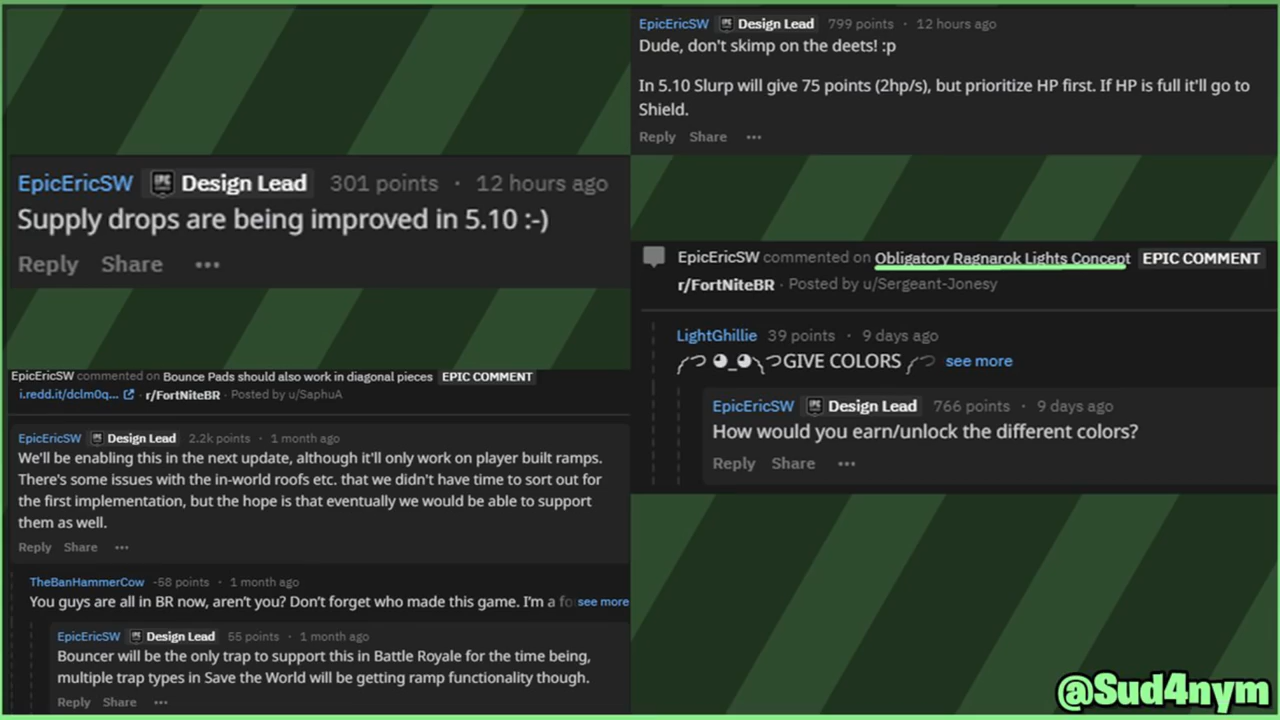 EpicEricSW Design Lead 301 points · 12 hours ago
Supply drops are being improved in 5.10 :-)
Reply Share ...
EpicEricSW commented on Bounce Pads should also work in diagonal pieces EPIC COMMENT
i.redd.it/dclm0q... · r/FortNiteBR · Posted by u/SaphuA
EpicEricSW Design Lead 2.2k points · 1 month ago
We'll be enabling this in the next update, although it'll only work on player built ramps.
There's some issues with the in-world roofs etc. that we didn't have time to sort out for
the first implementation, but the hope is that eventually we would be able to support
them as well.
Reply Share ...
TheBanHammerCow -58 points · 1 month ago
You guys are all in BR now, aren't you? Don't forget who made this game. I'm a fo see more
EpicEricSW Design Lead 55 points · 1 month ago
Bouncer will be the only trap to support this in Battle Royale for the time being,
multiple trap types in Save the World will be getting ramp functionality though.
Reply Share ...
EpicEricSW Design Lead 799 points · 12 hours ago
Dude, don't skimp on the deets! :p
In 5.10 Slurp will give 75 points (2hp/s), but prioritize HP first. If HP is full it'll go to
Shield.
Reply Share ...
EpicEricSW commented on Obligatory Ragnarok Lights Concept EPIC COMMENT
r/FortNiteBR · Posted by u/Sergeant-Jonesy
LightGhillie 39 points · 9 days ago
༼つ ◕_◕༽つGIVE COLORS ༼つ see more
EpicEricSW Design Lead 766 points · 9 days ago
How would you earn/unlock the different colors?
Reply Share ...
@Sud4nym